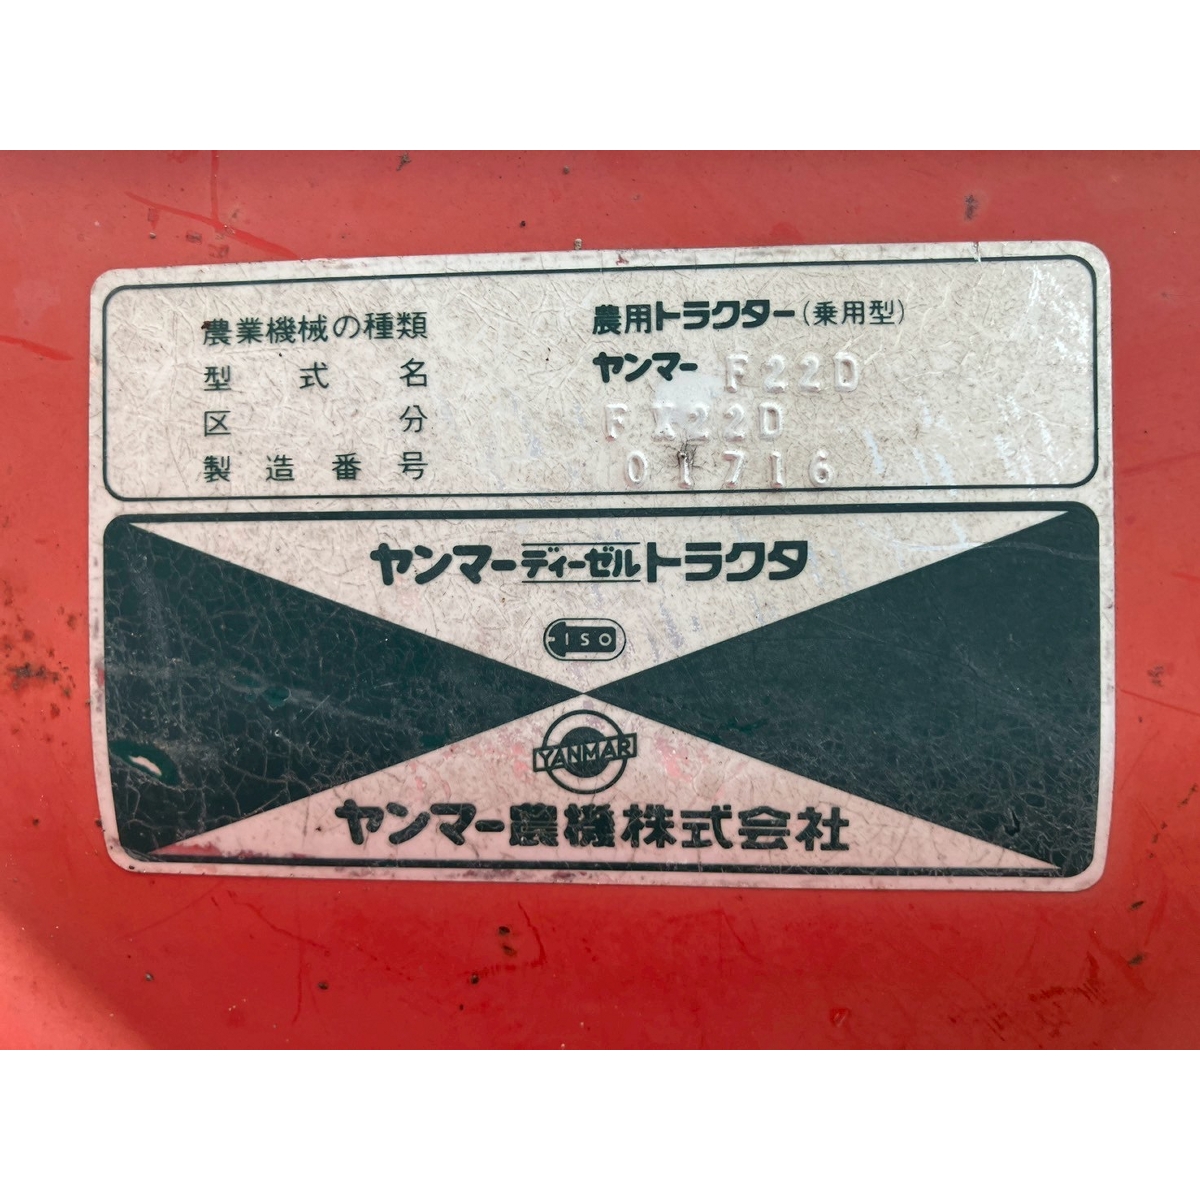 農業機械の種類 農用トラクター(乗用型)
型式名 ヤンマー F22D
区分 FX22D
製造番号 01716
ヤンマーディーゼルトラクタ
ISO
YANMAR
ヤンマー農機株式会社